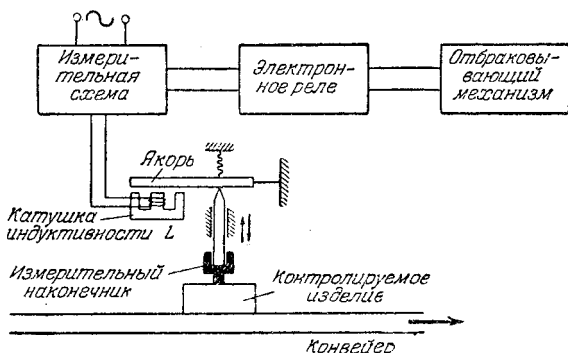 Измери-
тельная
схема
Электрон-
ное реле
Отбраковы-
вающий
механизм
Якорь
Катушка
индуктивности L
Измерительный
наконечник
Контролируемое
изделие
Конвейер